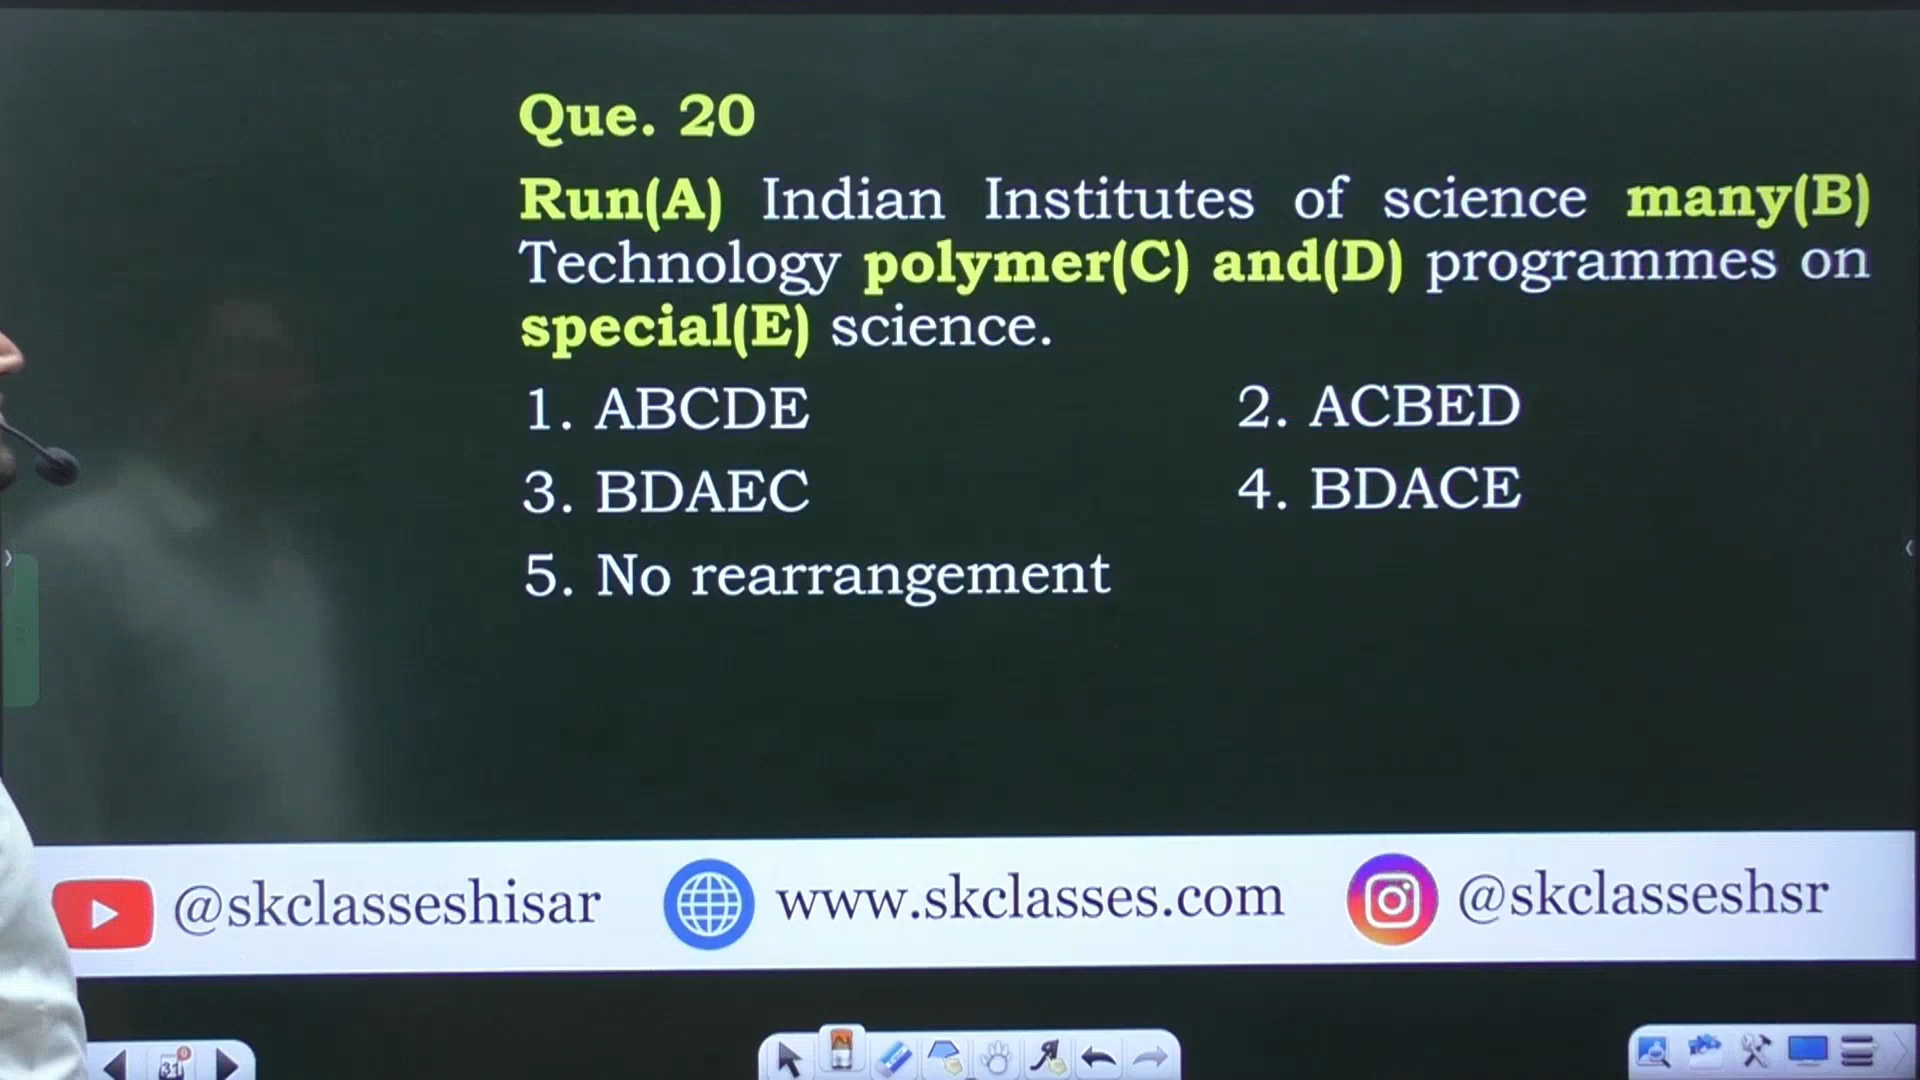 Que. 20
Run(A) Indian Institutes of science many(B)
Technology polymer(C) and(D) programmes on
special(E) science.
1. ABCDE 2. ACBED
3. BDAEC 4. BDACE
5. No rearrangement
@skclasseshisar www.skclasses.com @skclasseshsr
31